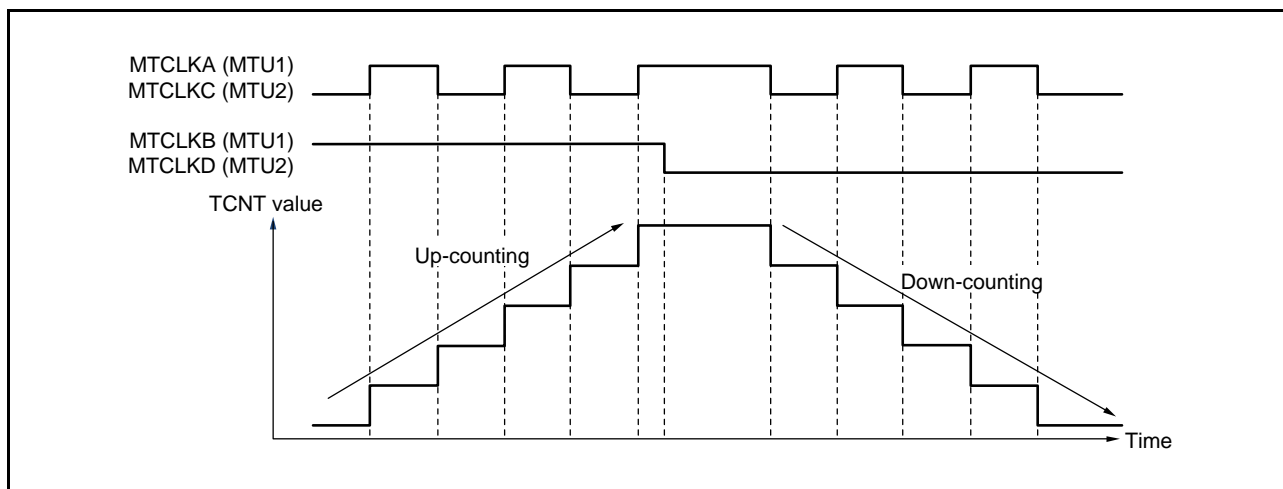 MTCLKA (MTU1)
MTCLKC (MTU2)
MTCLKB (MTU1)
MTCLKD (MTU2)
TCNT value
Up-counting
Down-counting
Time